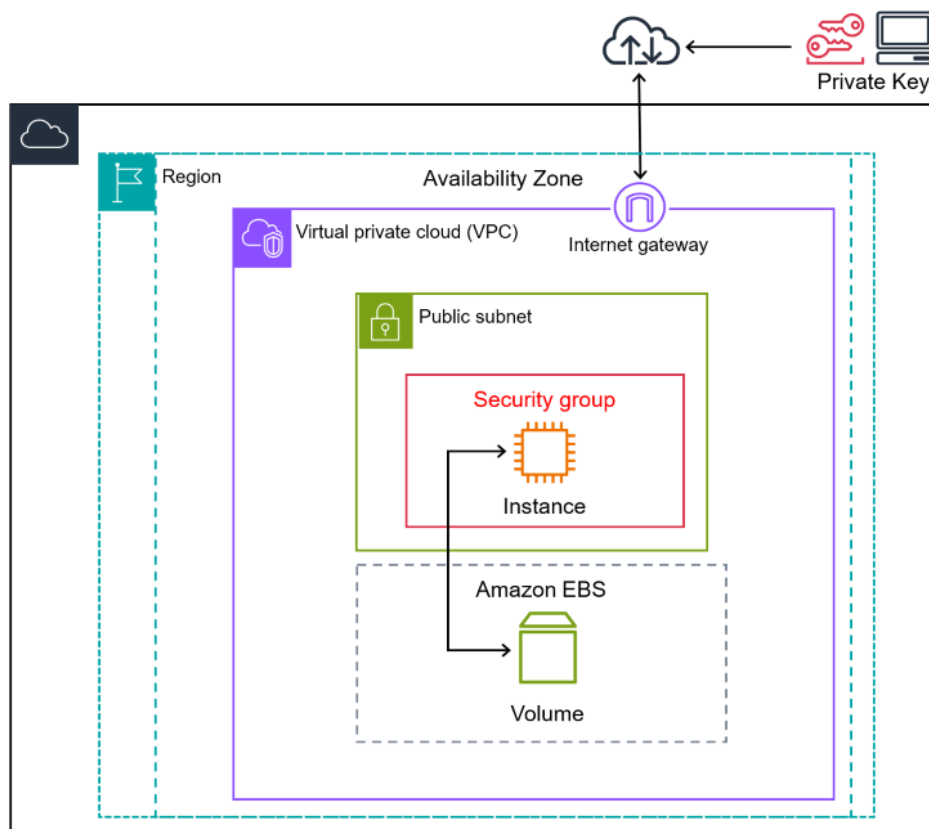 Private Key
Region
Availability Zone
Virtual private cloud (VPC)
Internet gateway
Public subnet
Security group
Instance
Amazon EBS
Volume